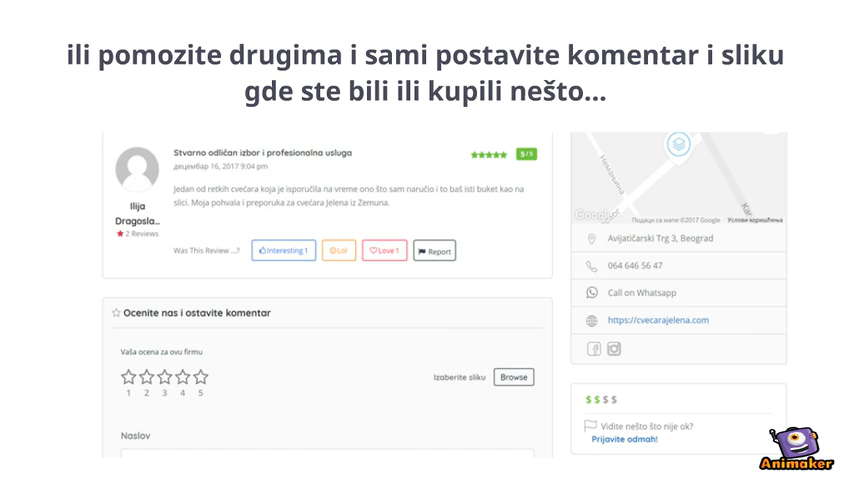 ili pomozite drugima i sami postavite komentar i sliku
gde ste bili ili kupili nešto...
Stvarno odličan izbor i profesionalna usluga
5/5
децембар 16, 2017 9:04 pm
Jedan od retkih cvećara koja je isporučila na vreme ono što sam naručio i to baš isti buket kao na
slici. Moja pohvala i preporuka za cvećara Jelena iz Zemuna.
Ilija
Dragosla...
2 Reviews
Was This Review ...?
Interesting 1
Lol
Love 1
Report
Ocenite nas i ostavite komentar
Vaša ocena za ovu firmu
1 2 3 4 5
Izaberite sliku
Browse
Naslov
Немањина
Kar
Google
Подаци са мапе ©2017 Google
Услови коришћења
Avijatičarski Trg 3, Beograd
064 646 56 47
Call on Whatsapp
https://cvecarajelena.com
$ $ $ $
Vidite nešto što nije ok?
Prijavite odmah!
Animaker